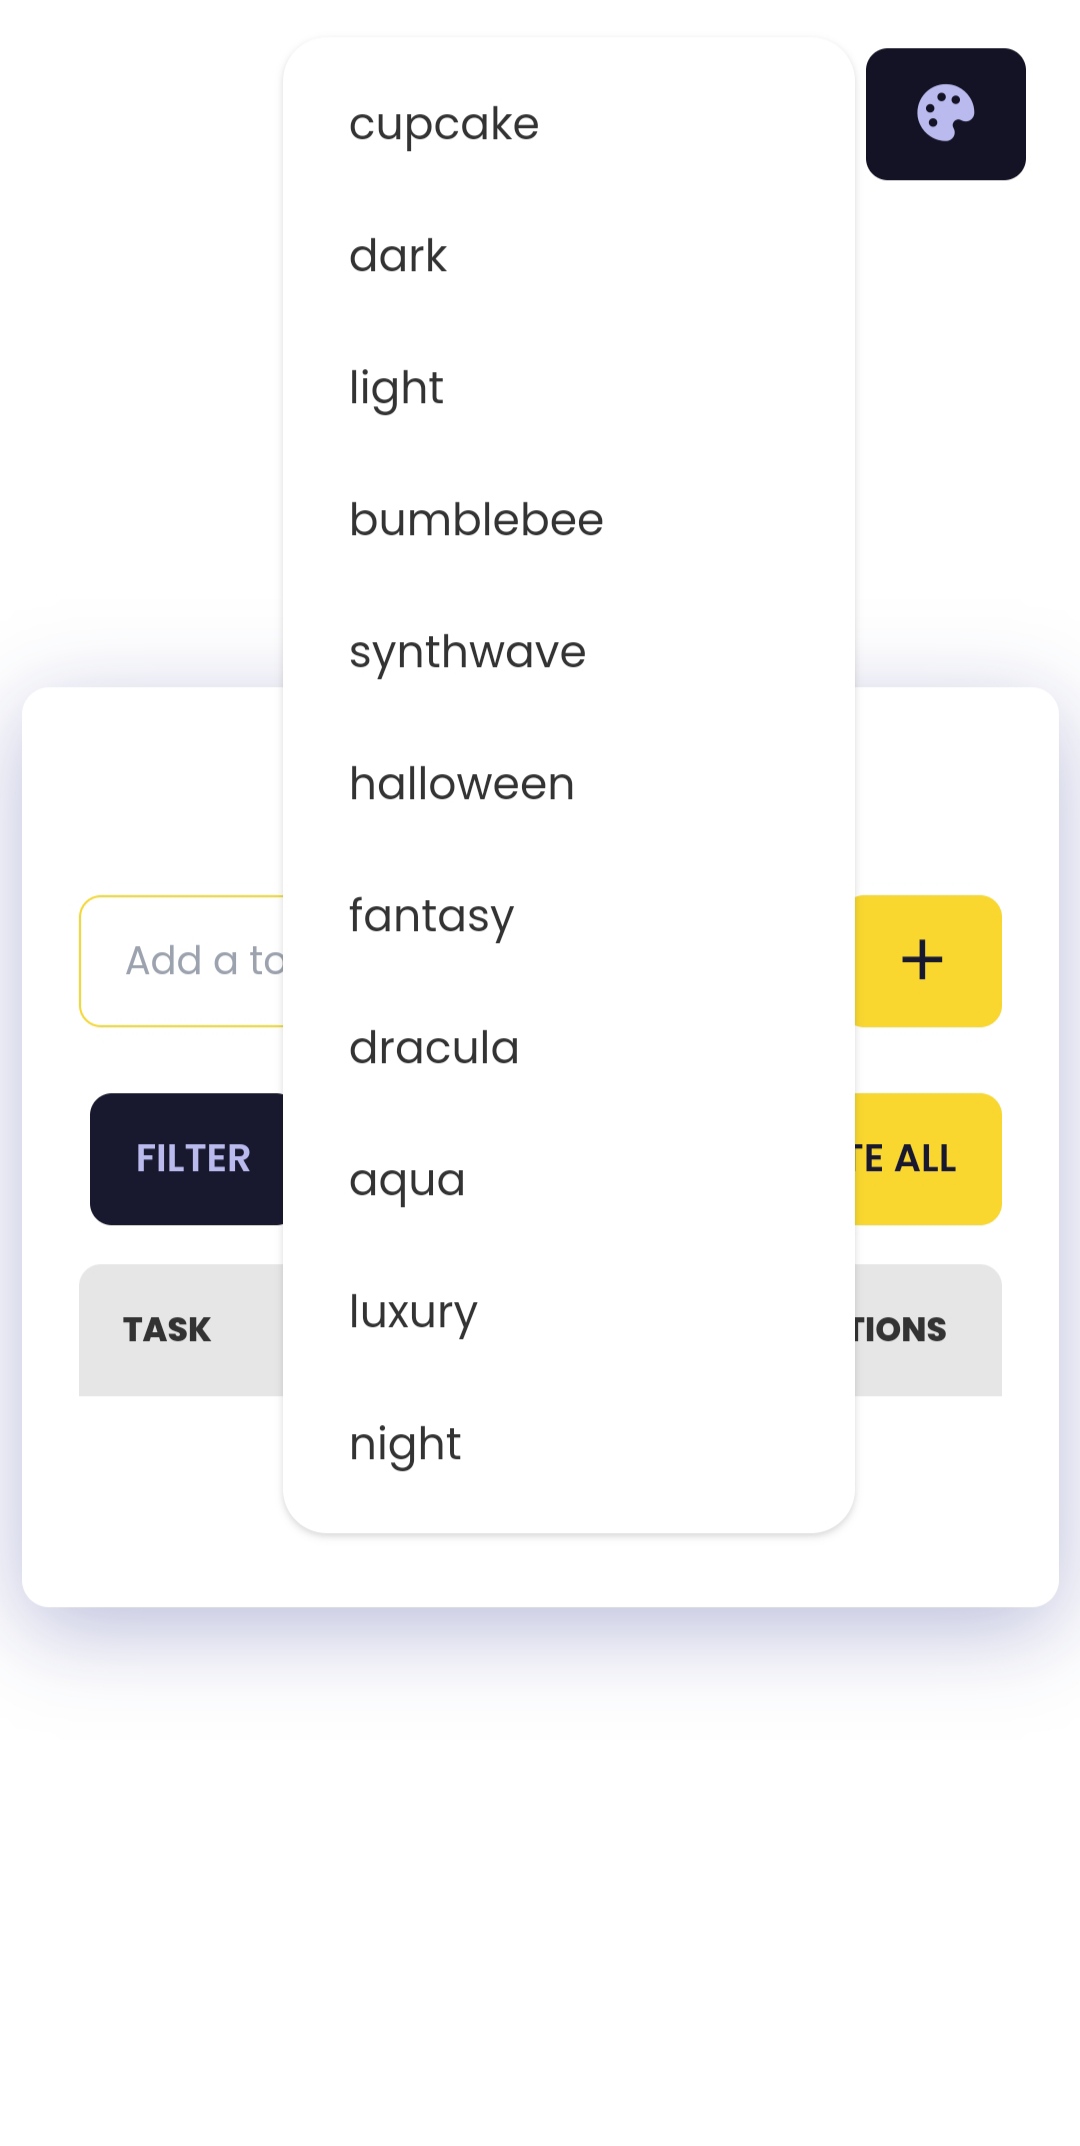 cupcake
dark
light
bumblebee
synthwave
halloween
fantasy
Add a to
+
dracula
FILTER
TE ALL
aqua
luxury
TASK
TIONS
night